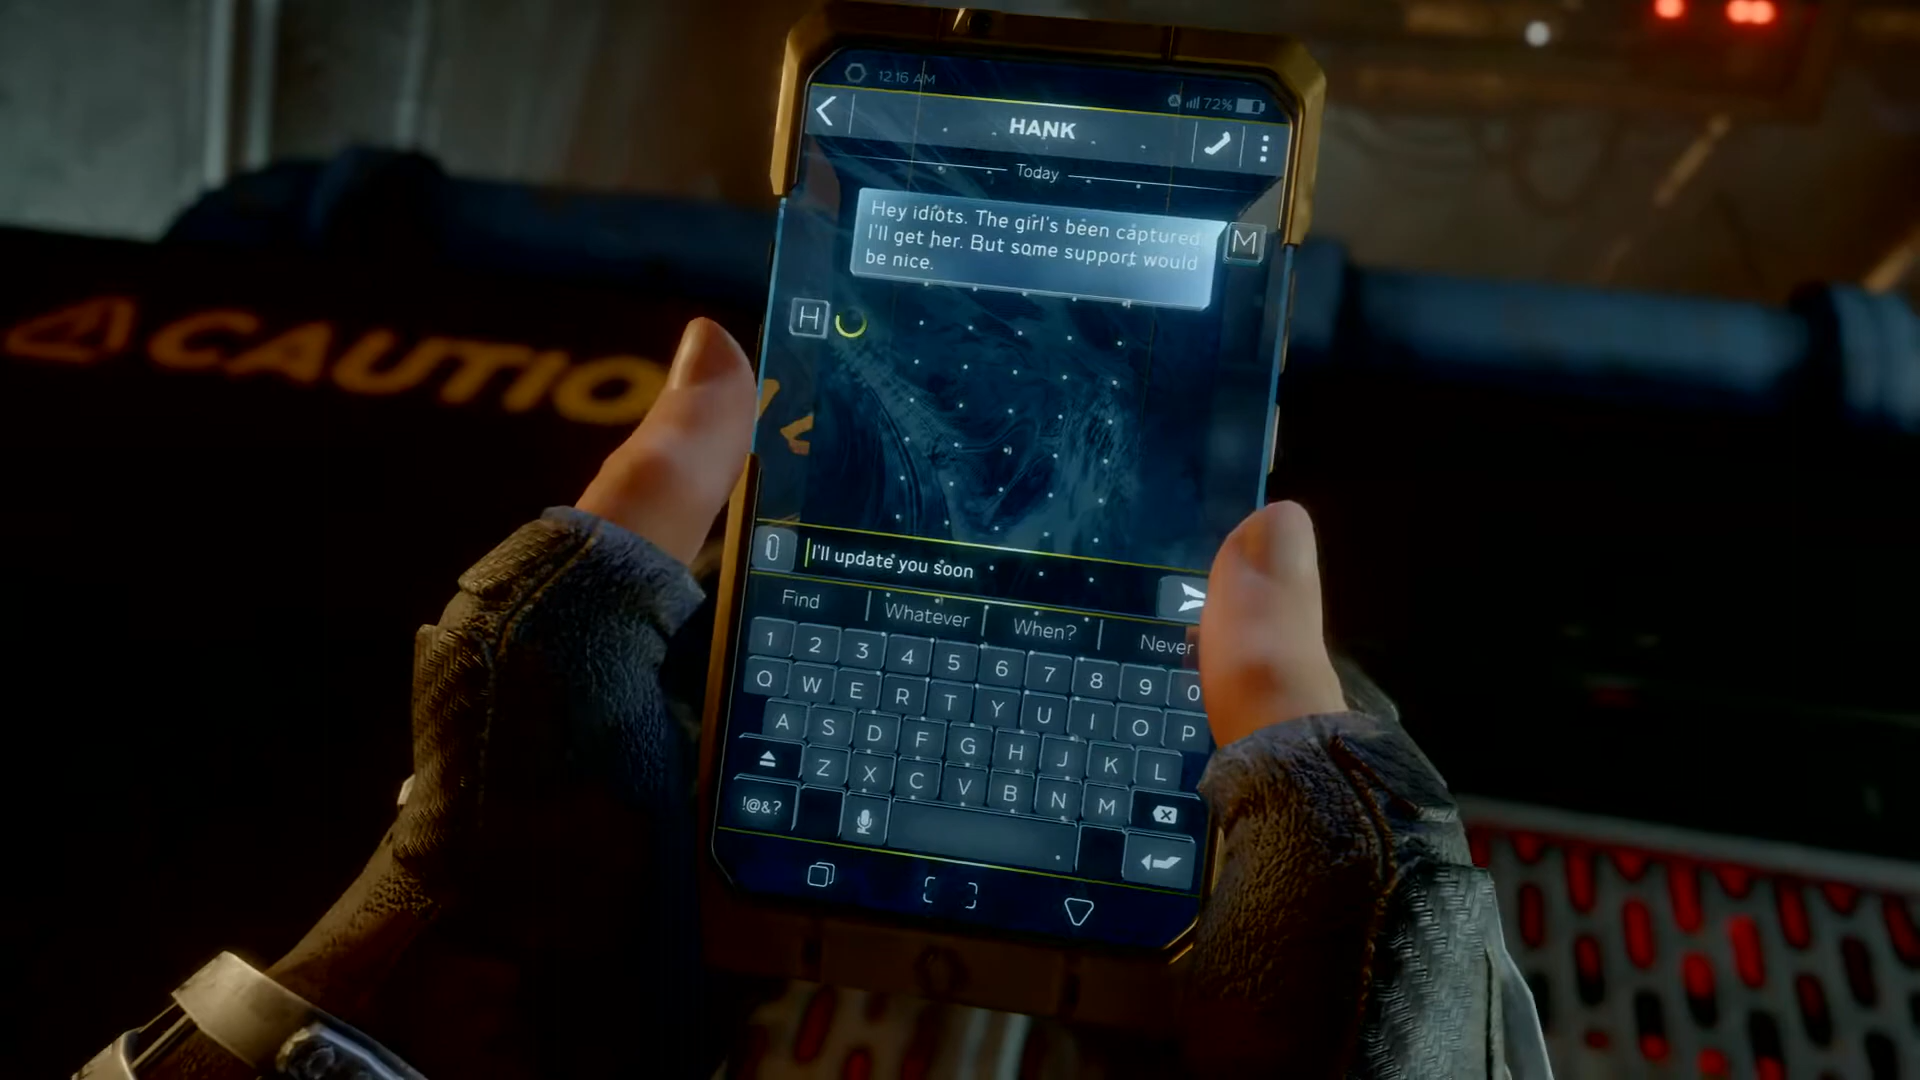 12.16 AM
72%
HANK
Today
Hey idiots. The girl's been captured
I'll get her. But some support would
be nice.
M
H
CAUTIO
I'll update you soon
Find Whatever When? Never
1 2 3 4 5 6 7 8 9 0
Q W E R T Y U I O P
A S D F G H J K L
Z X C V B N M
!@&?